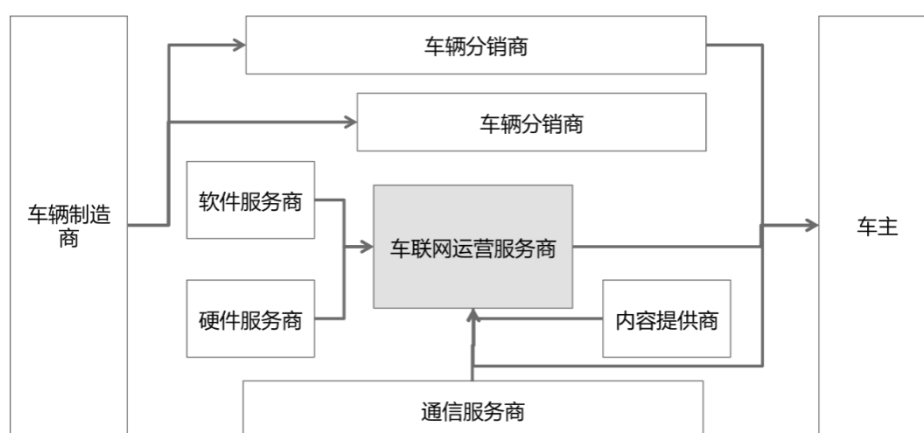 车辆分销商
车辆分销商
车辆制造
商
软件服务商
车联网运营服务商
车主
硬件服务商
内容提供商
通信服务商